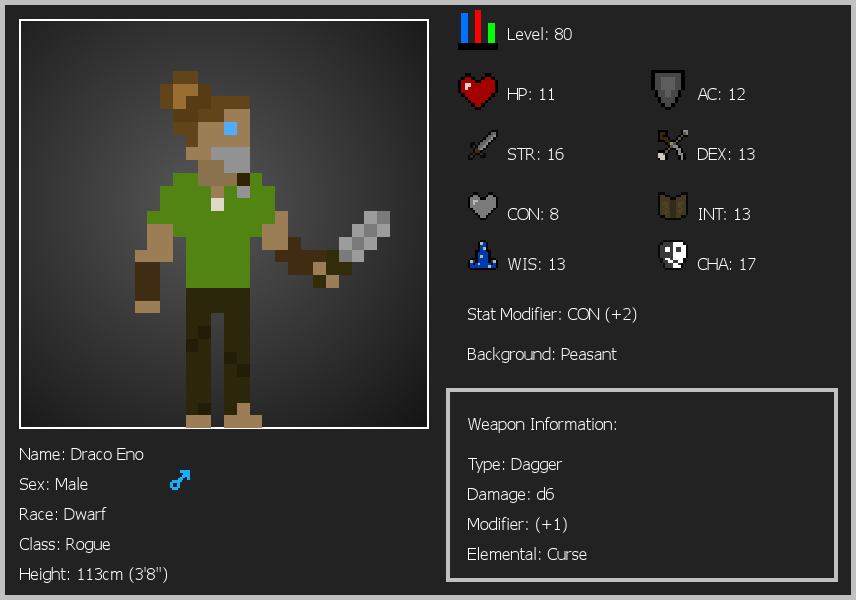 Level: 80
HP: 11
AC: 12
STR: 16
DEX: 13
CON: 8
INT: 13
WIS: 13
CHA: 17
Stat Modifier: CON (+2)
Background: Peasant
Weapon Information:
Type: Dagger
Damage: d6
Modifier: (+1)
Elemental: Curse
Name: Draco Eno
Sex: Male
Race: Dwarf
Class: Rogue
Height: 113cm (3'8")